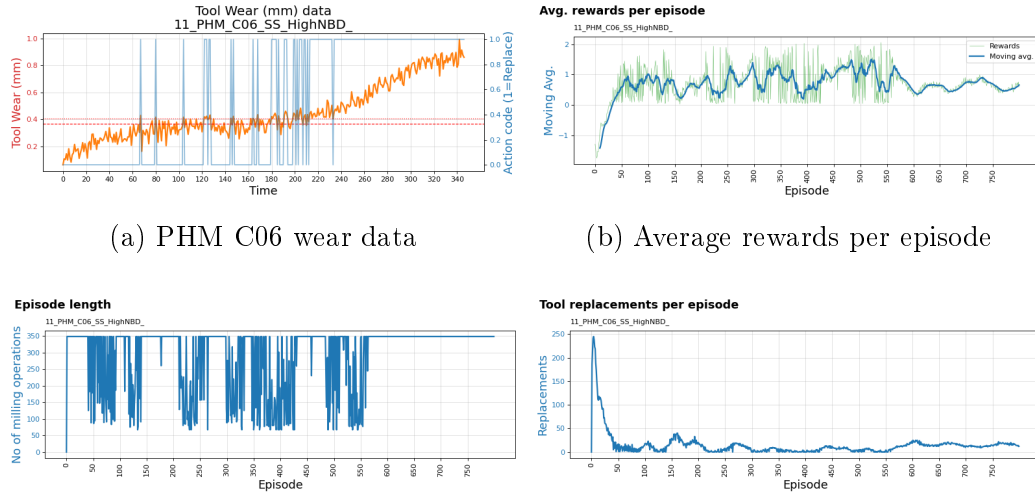 Tool Wear (mm) data
11_PHM_C06_SS_HighNBD_
Tool Wear (mm)
1.0
0.8
0.6
0.4
0.2
1.0
0.8
0.6
0.4
0.2
0.0
Action code (1=Replace)
0 20 40 60 80 100 120 140 160 180 200 220 240 260 280 300 320 340
Time
(a) PHM C06 wear data
Avg. rewards per episode
11_PHM_C06_SS_HighNBD_
Moving Avg.
2
1
0
−1
Rewards
Moving avg.
0 50 100 150 200 250 300 350 400 450 500 550 600 650 700 750
Episode
(b) Average rewards per episode
Episode length
11_PHM_C06_SS_HighNBD_
No of milling operations
350
300
250
200
150
100
50
0
0 50 100 150 200 250 300 350 400 450 500 550 600 650 700 750
Episode
Tool replacements per episode
11_PHM_C06_SS_HighNBD_
Replacements
250
200
150
100
50
0
0 50 100 150 200 250 300 350 400 450 500 550 600 650 700 750
Episode